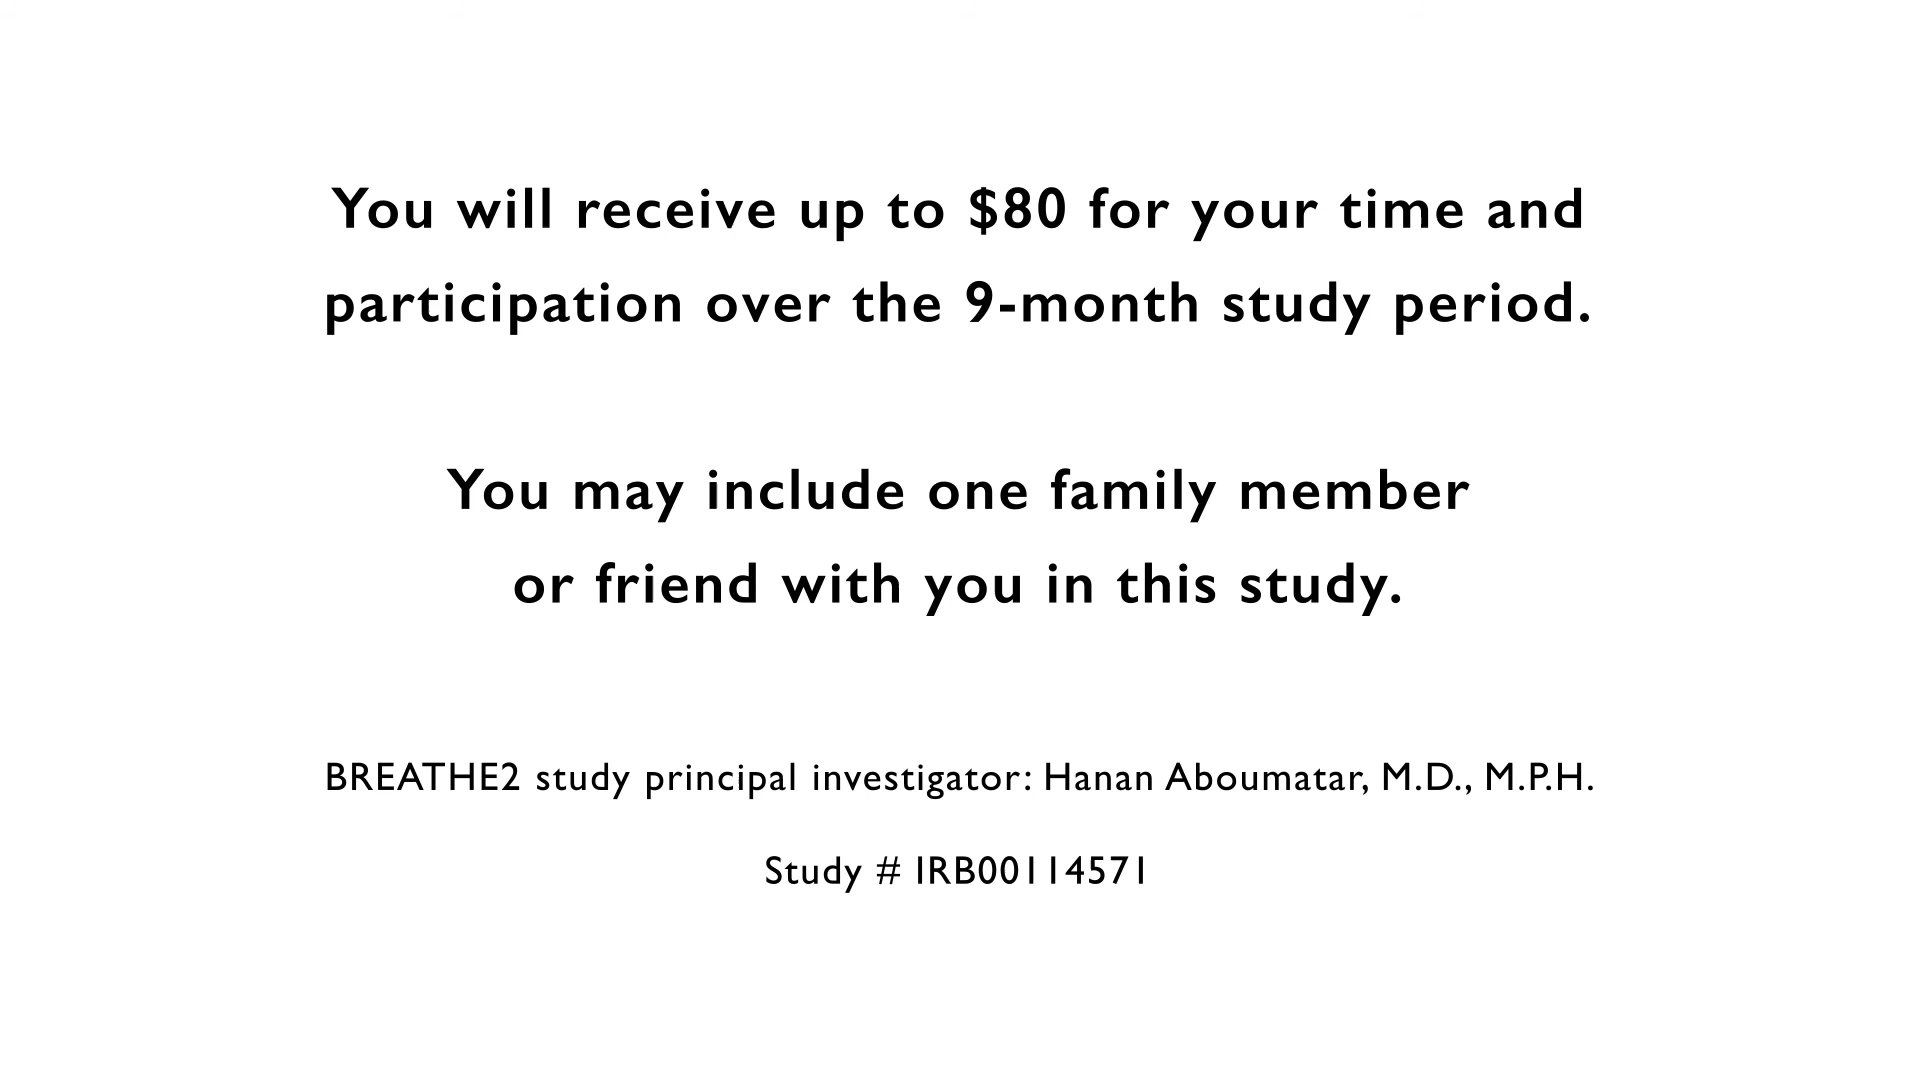 You will receive up to $80 for your time and
participation over the 9-month study period.
You may include one family member
or friend with you in this study.
BREATHE2 study principal investigator: Hanan Aboumatar, M.D., M.P.H.
Study # IRB00114571